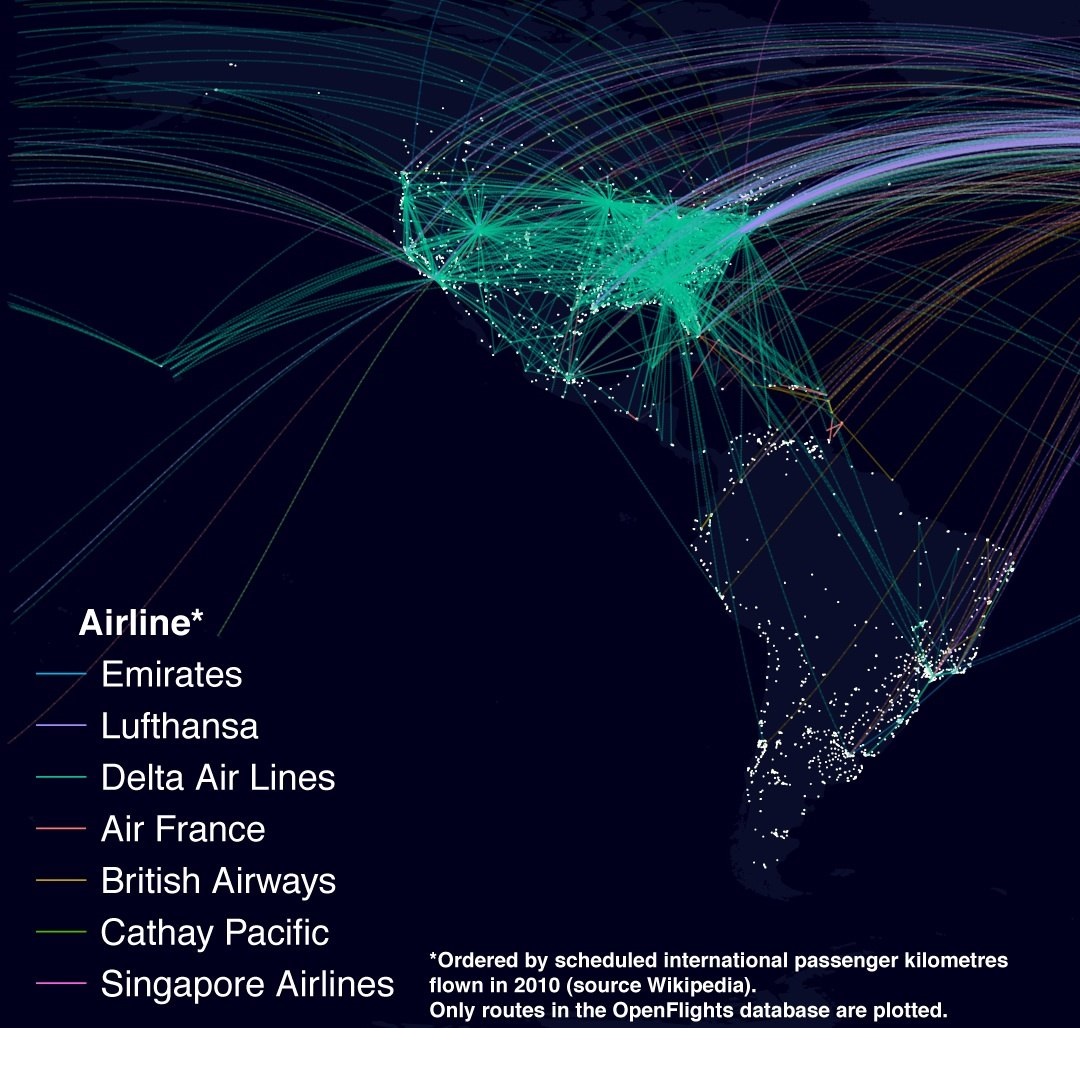 Airline*
Emirates
Lufthansa
Delta Air Lines
Air France
British Airways
Cathay Pacific
Singapore Airlines
*Ordered by scheduled international passenger kilometres
flown in 2010 (source Wikipedia).
Only routes in the OpenFlights database are plotted.